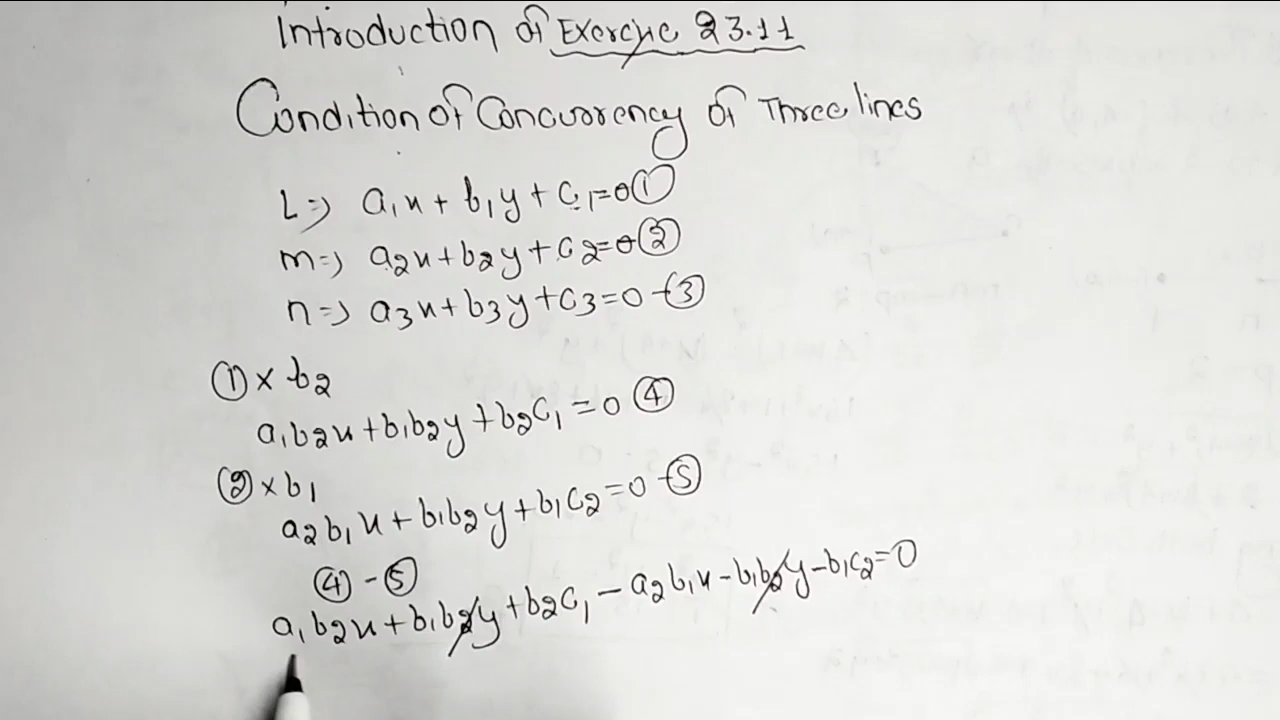 Introduction of Exercise 23.11
Condition of Concurrency of Three lines
L => a₁x + b₁y + c₁=0 ①
m=> a₂x+b₂y+c₂=0 ②
n => a₃x+b₃y+c₃=0 -③
① × b₂
a₁b₂x+b₁b₂y+b₂c₁=0 ④
② × b₁
a₂b₁x+b₁b₂y+b₁c₂=0 -⑤
④ - ⑤
a₁b₂x+b₁b₂y+b₂c₁-a₂b₁x-b₁b₂y-b₁c₂=0